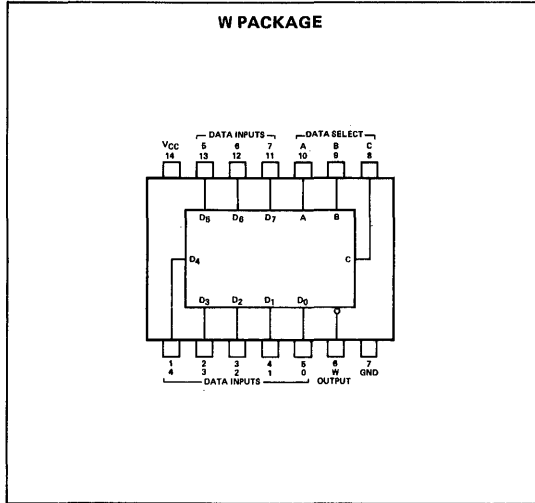 W PACKAGE
DATA INPUTS DATA SELECT
VCC 5 6 7 A B C
14 13 12 11 10 9 8
D5 D6 D7 A B
D4 C
D3 D2 D1 D0
1 2 3 4 5 6 7
4 3 2 1 0 W GND
DATA INPUTS OUTPUT